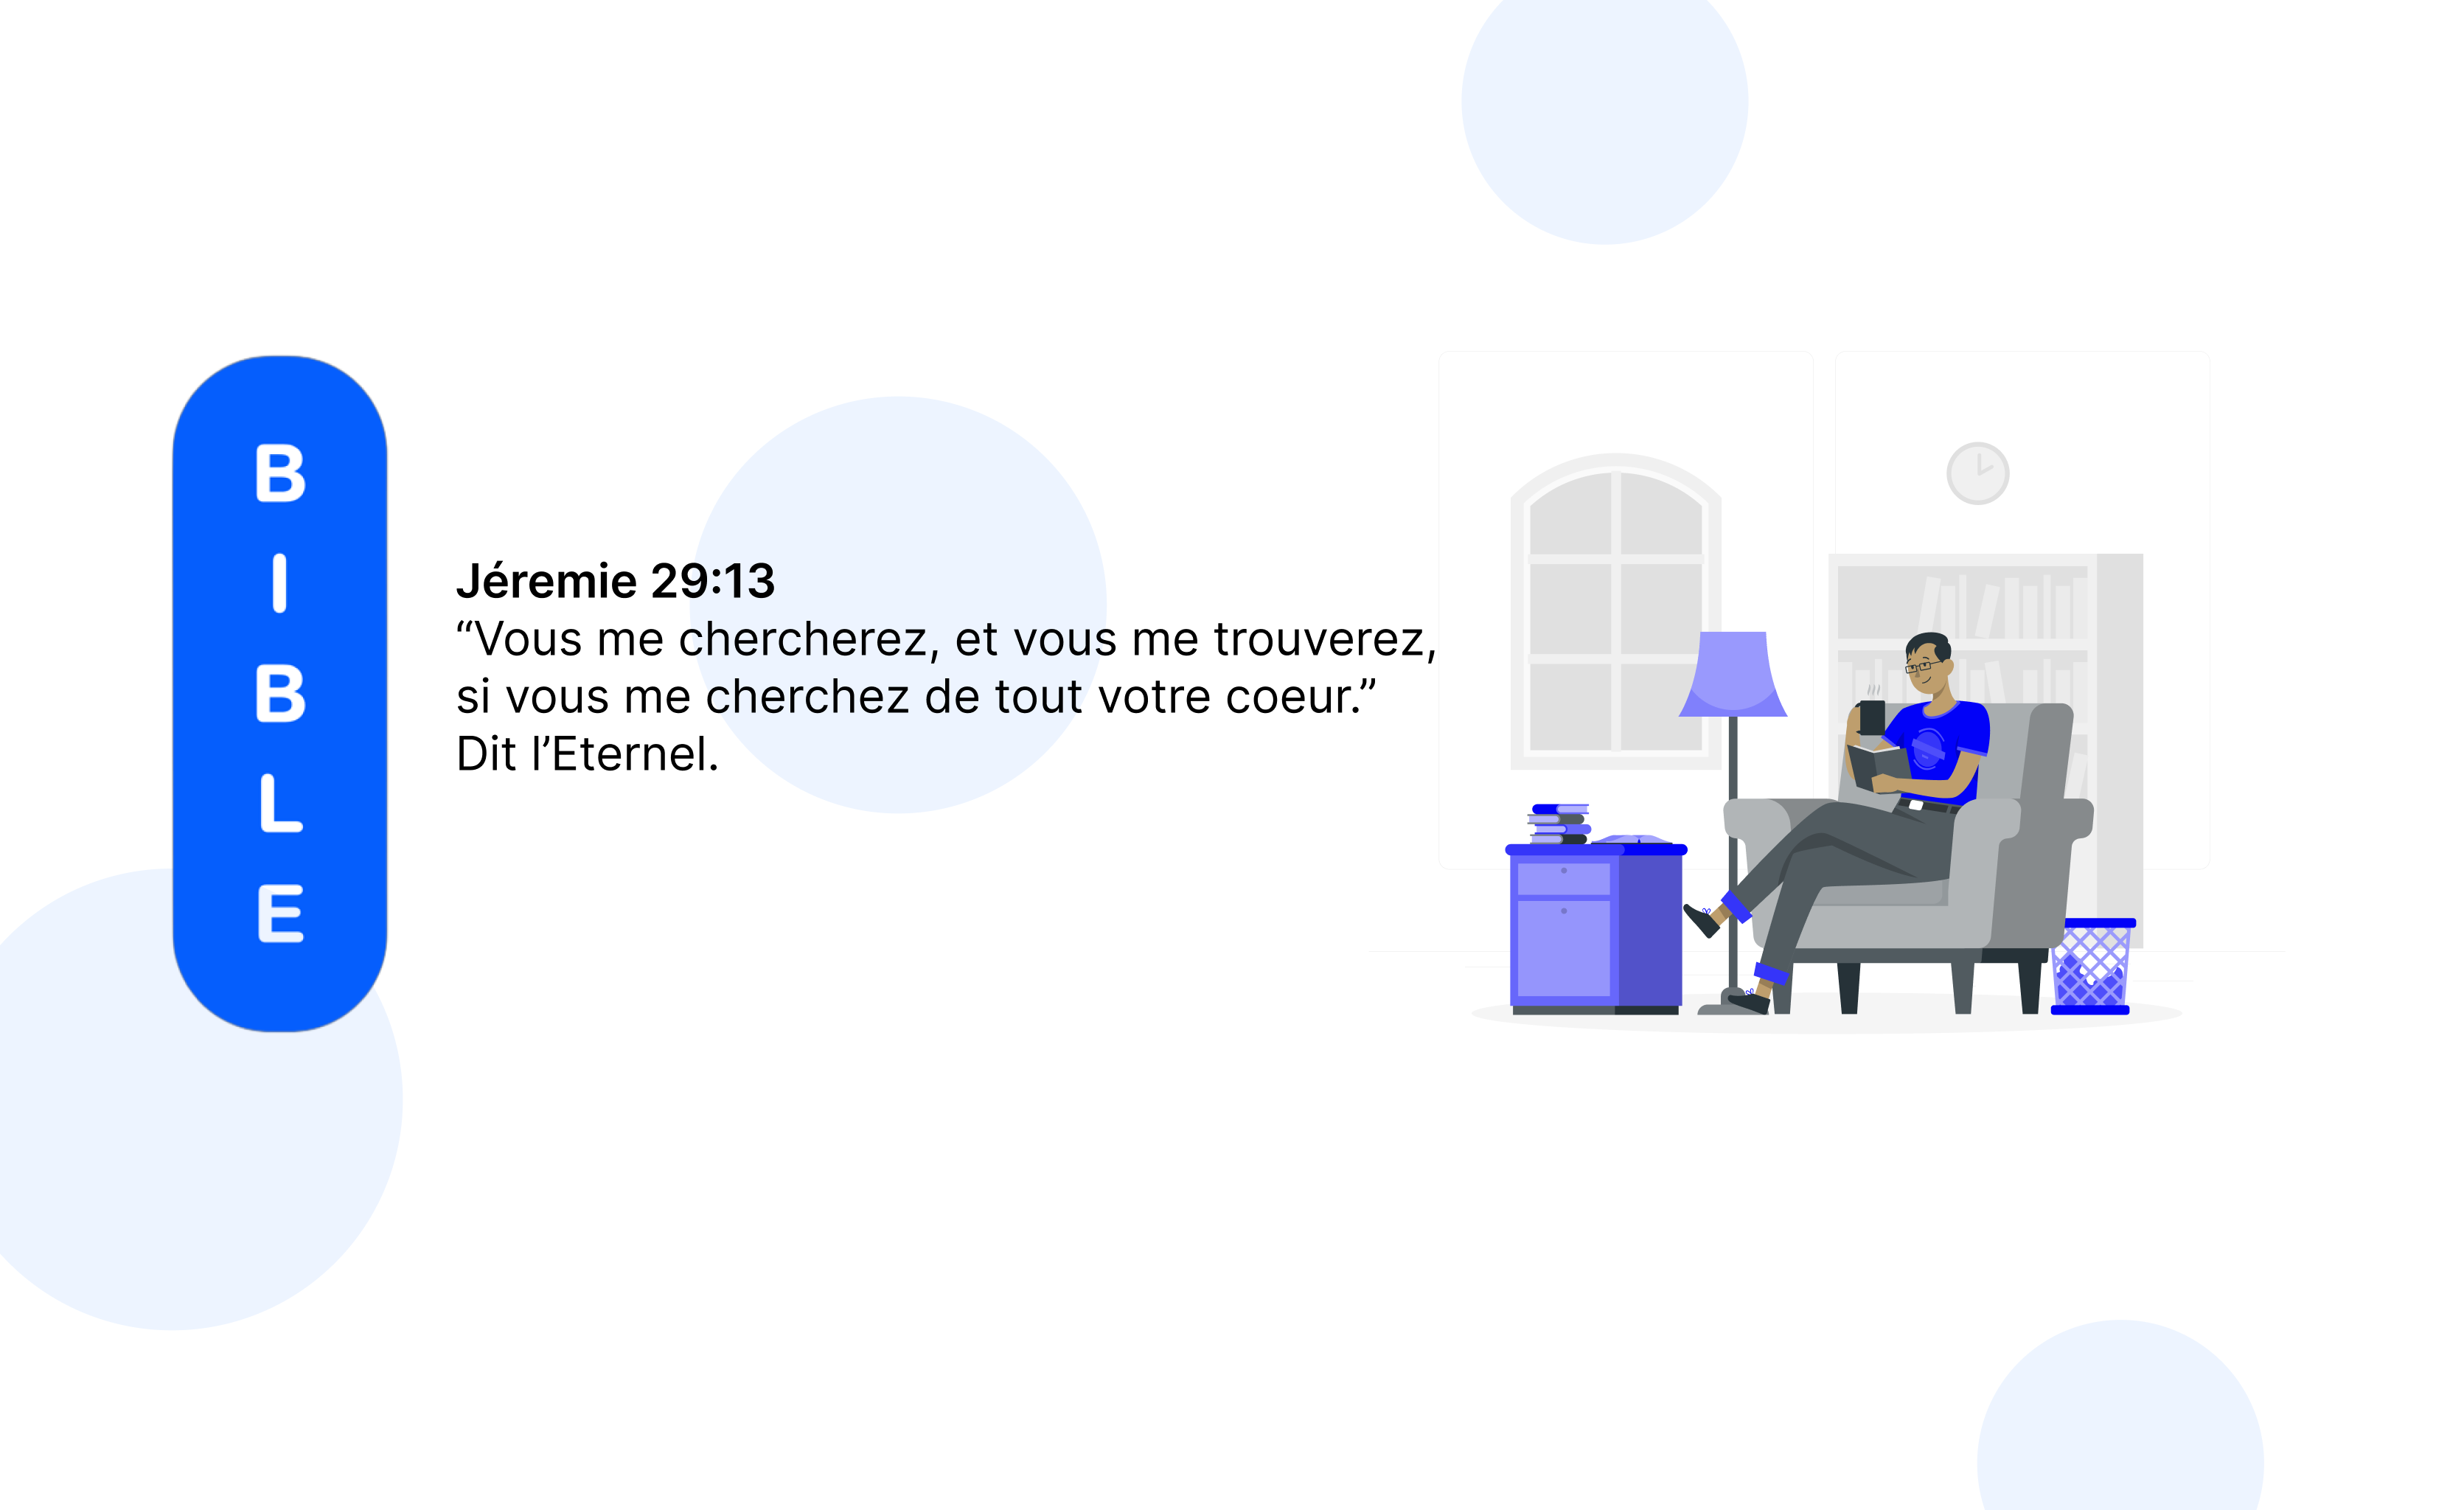 B
I
B
L
E
Jéremie 29:13
“Vous me chercherez, et vous me trouverez,
si vous me cherchez de tout votre coeur.”
Dit l’Eternel.